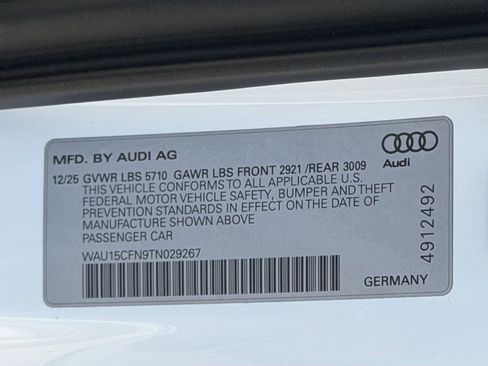 MFD. BY AUDI AG
Audi
12/25 GVWR LBS 5710 GAWR LBS FRONT 2921 /REAR 3009
THIS VEHICLE CONFORMS TO ALL APPLICABLE U.S.
FEDERAL MOTOR VEHICLE SAFETY, BUMPER AND THEFT
PREVENTION STANDARDS IN EFFECT ON THE DATE OF
MANUFACTURE SHOWN ABOVE
PASSENGER CAR
WAU15CFN9TN029267
4912492
GERMANY